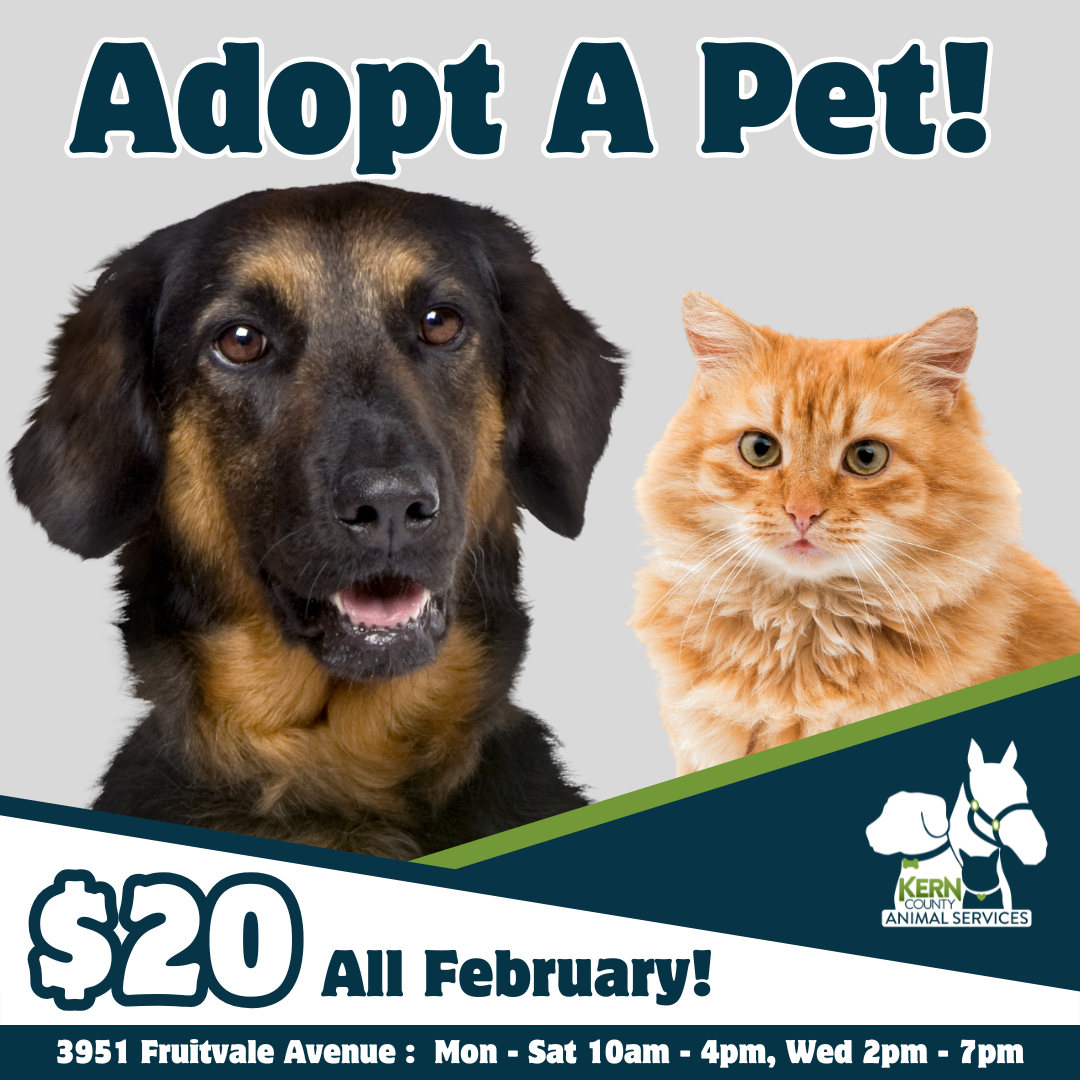 Adopt A Pet!
KERN
COUNTY
ANIMAL SERVICES
$20 All February!
3951 Fruitvale Avenue : Mon - Sat 10am - 4pm, Wed 2pm - 7pm